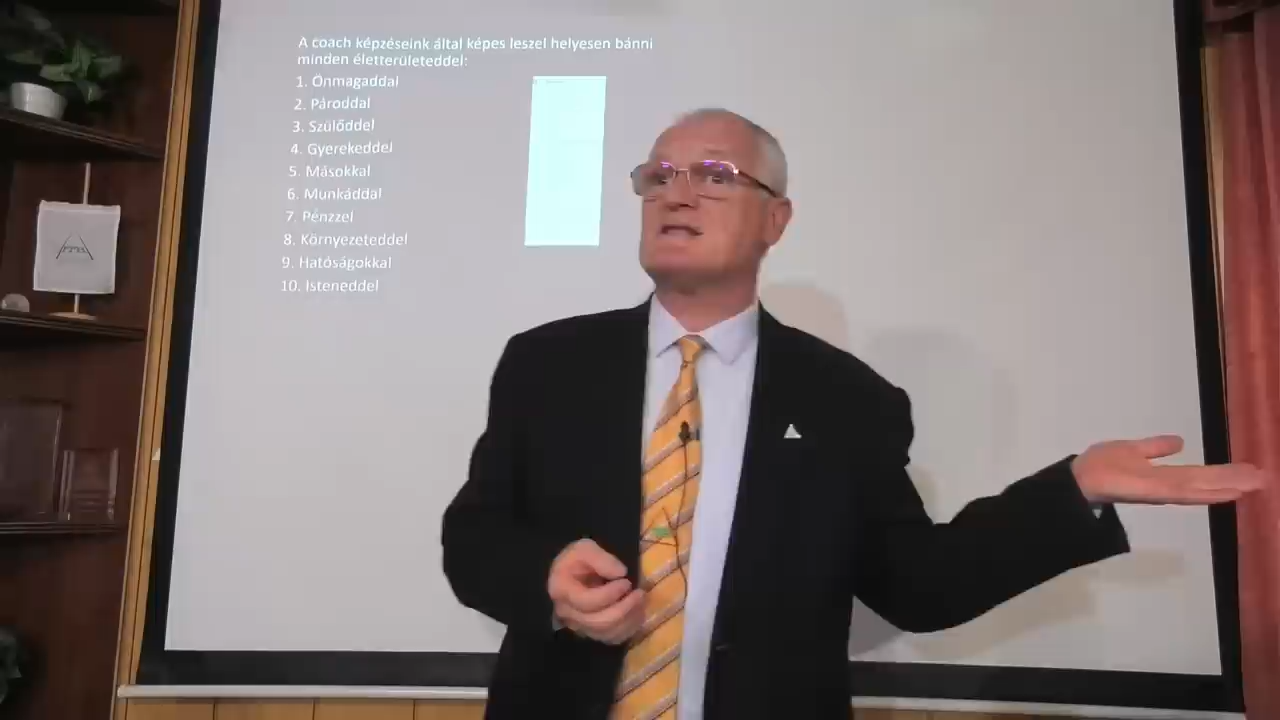 A coach képzéseink által képes leszel helyesen bánni
minden életterületeddel:
1. Önmagaddal
2. Pároddal
3. Szülőddel
4. Gyerekeddel
5. Másokkal
6. Munkáddal
7. Pénzzel
8. Környezeteddel
9. Hatóságokkal
10. Isteneddel